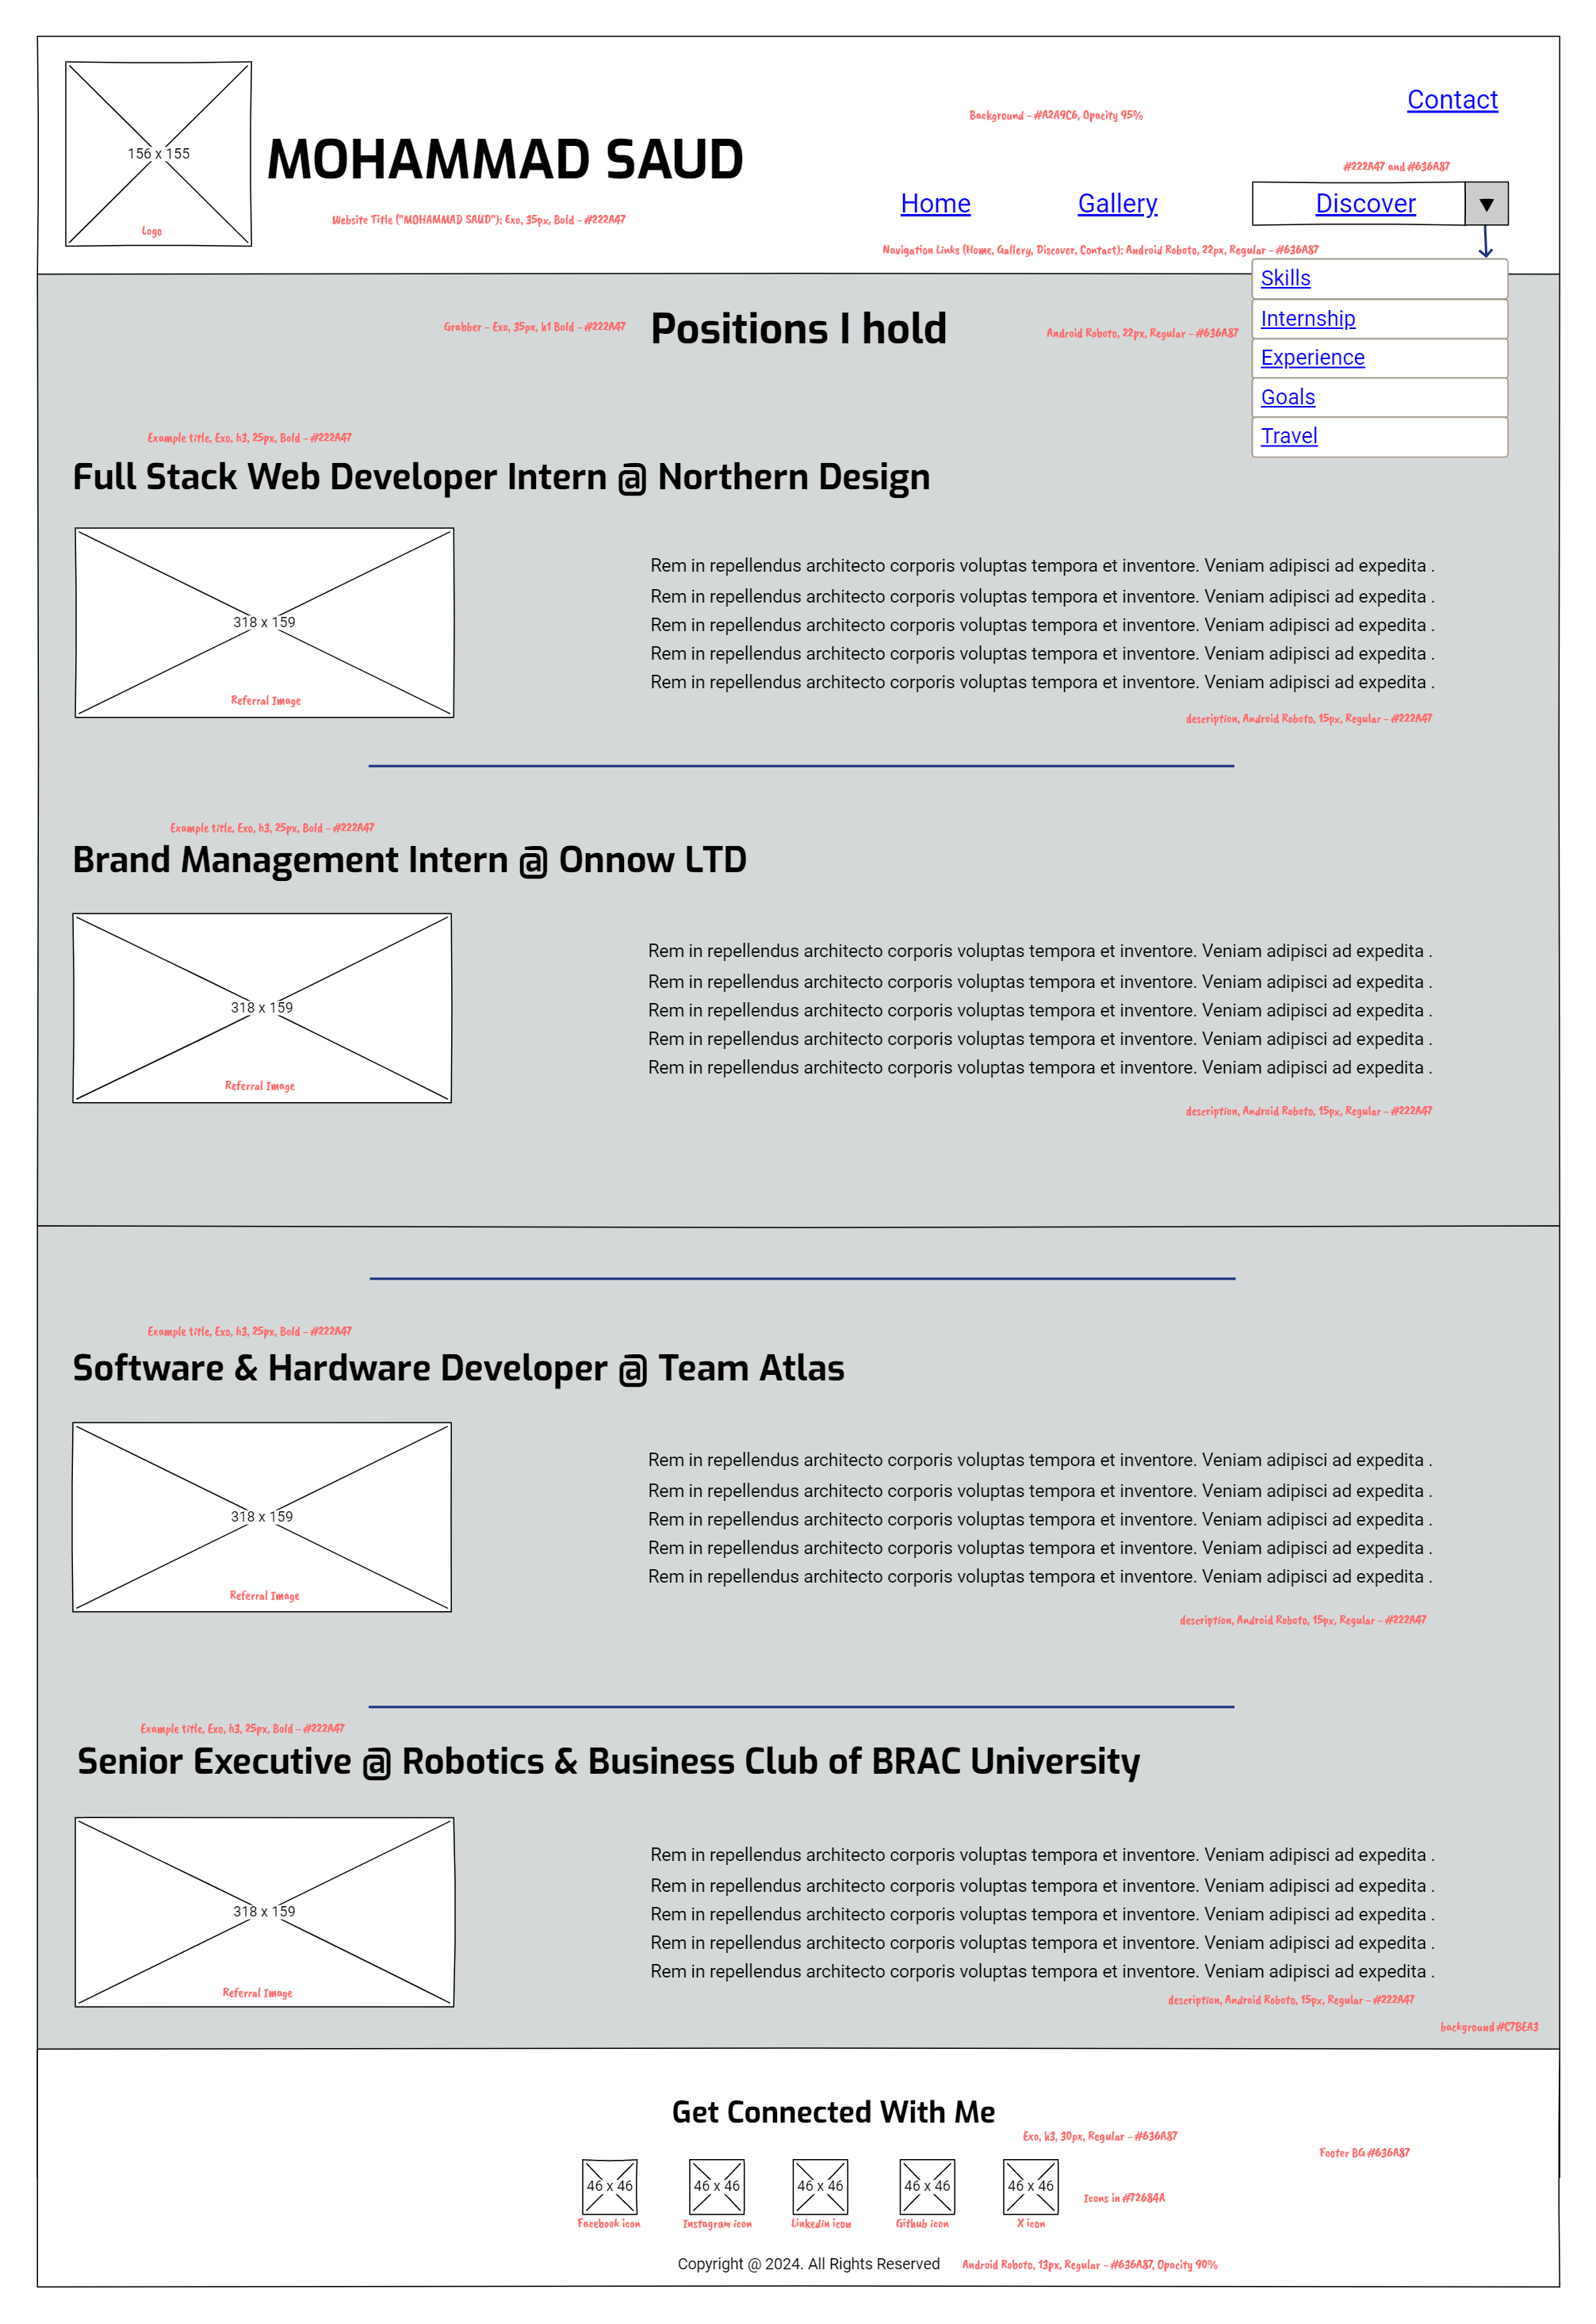 Contact
Background - #A2A9C6, Opacity 95%
156 x 155
MOHAMMAD SAUD
#222A47 and #636A87
Home
Gallery
Discover
▼
Logo
Website Title ("MOHAMMAD SAUD"): Exo, 35px, Bold - #222A47
Navigation Links (Home, Gallery, Discover, Contact): Android Roboto, 22px, Regular - #636A87
Skills
Internship
Experience
Goals
Travel
Grabber - Exo, 35px, h1 Bold - #222A47
Positions I hold
Android Roboto, 22px, Regular - #636A87
Example title, Exo, h3, 25px, Bold - #222A47
Full Stack Web Developer Intern @ Northern Design
318 x 159
Referral Image
Rem in repellendus architecto corporis voluptas tempora et inventore. Veniam adipisci ad expedita .
Rem in repellendus architecto corporis voluptas tempora et inventore. Veniam adipisci ad expedita .
Rem in repellendus architecto corporis voluptas tempora et inventore. Veniam adipisci ad expedita .
Rem in repellendus architecto corporis voluptas tempora et inventore. Veniam adipisci ad expedita .
Rem in repellendus architecto corporis voluptas tempora et inventore. Veniam adipisci ad expedita .
description, Android Roboto, 15px, Regular - #222A47
Example title, Exo, h3, 25px, Bold - #222A47
Brand Management Intern @ Onnow LTD
318 x 159
Referral Image
Rem in repellendus architecto corporis voluptas tempora et inventore. Veniam adipisci ad expedita .
Rem in repellendus architecto corporis voluptas tempora et inventore. Veniam adipisci ad expedita .
Rem in repellendus architecto corporis voluptas tempora et inventore. Veniam adipisci ad expedita .
Rem in repellendus architecto corporis voluptas tempora et inventore. Veniam adipisci ad expedita .
Rem in repellendus architecto corporis voluptas tempora et inventore. Veniam adipisci ad expedita .
description, Android Roboto, 15px, Regular - #222A47
Example title, Exo, h3, 25px, Bold - #222A47
Software & Hardware Developer @ Team Atlas
318 x 159
Referral Image
Rem in repellendus architecto corporis voluptas tempora et inventore. Veniam adipisci ad expedita .
Rem in repellendus architecto corporis voluptas tempora et inventore. Veniam adipisci ad expedita .
Rem in repellendus architecto corporis voluptas tempora et inventore. Veniam adipisci ad expedita .
Rem in repellendus architecto corporis voluptas tempora et inventore. Veniam adipisci ad expedita .
Rem in repellendus architecto corporis voluptas tempora et inventore. Veniam adipisci ad expedita .
description, Android Roboto, 15px, Regular - #222A47
Example title, Exo, h3, 25px, Bold - #222A47
Senior Executive @ Robotics & Business Club of BRAC University
318 x 159
Referral Image
Rem in repellendus architecto corporis voluptas tempora et inventore. Veniam adipisci ad expedita .
Rem in repellendus architecto corporis voluptas tempora et inventore. Veniam adipisci ad expedita .
Rem in repellendus architecto corporis voluptas tempora et inventore. Veniam adipisci ad expedita .
Rem in repellendus architecto corporis voluptas tempora et inventore. Veniam adipisci ad expedita .
Rem in repellendus architecto corporis voluptas tempora et inventore. Veniam adipisci ad expedita .
description, Android Roboto, 15px, Regular - #222A47
background #C7BEA3
Get Connected With Me
Exo, h3, 30px, Regular - #636A87
Footer BG #636A87
46 x 46
46 x 46
46 x 46
46 x 46
46 x 46
Icons in #72684A
Facebook icon
Instagram icon
Linkedin icon
Github icon
X icon
Copyright @ 2024. All Rights Reserved
Android Roboto, 13px, Regular - #636A87, Opacity 90%